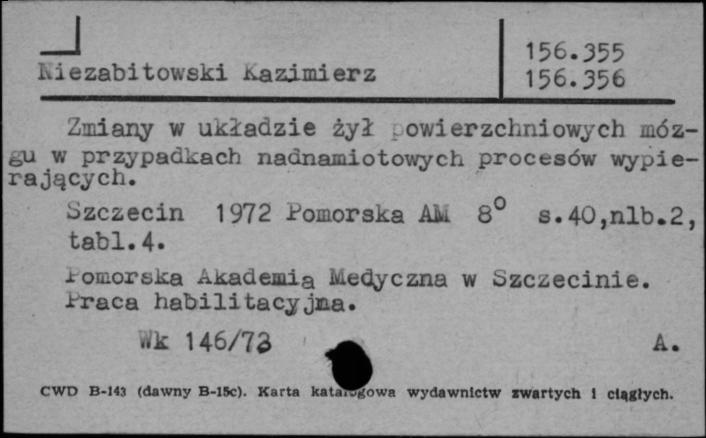 156.355
Niezabitowski Kazimierz 156.356
Zmiany w układzie żył powierzchniowych móz-
gu w przypadkach nadnamiotowych procesów wypie-
rających.
Szczecin 1972 Pomorska AM 8° s.40,nlb.2,
tabl.4.
Pomorska Akademia Medyczna w Szczecinie.
Praca habilitacyjna.
Wk 146/73 A.
CWD B-143 (dawny B-15c). Karta katalogowa wydawnictw zwartych i ciągłych.